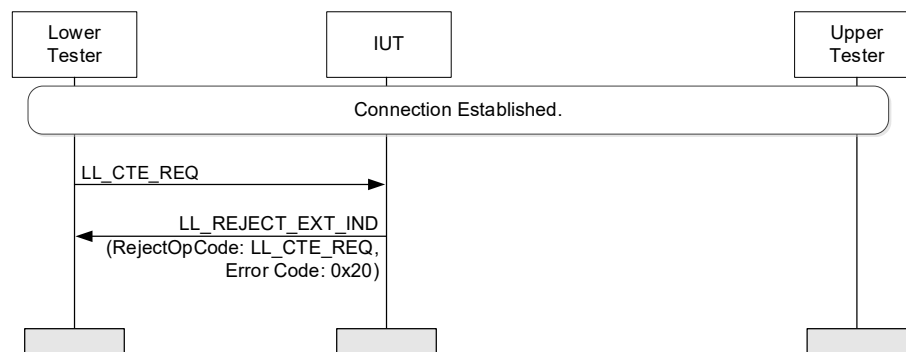 Lower
Tester
IUT
Upper
Tester
Connection Established.
LL_CTE_REQ
LL_REJECT_EXT_IND
(RejectOpCode: LL_CTE_REQ,
Error Code: 0x20)